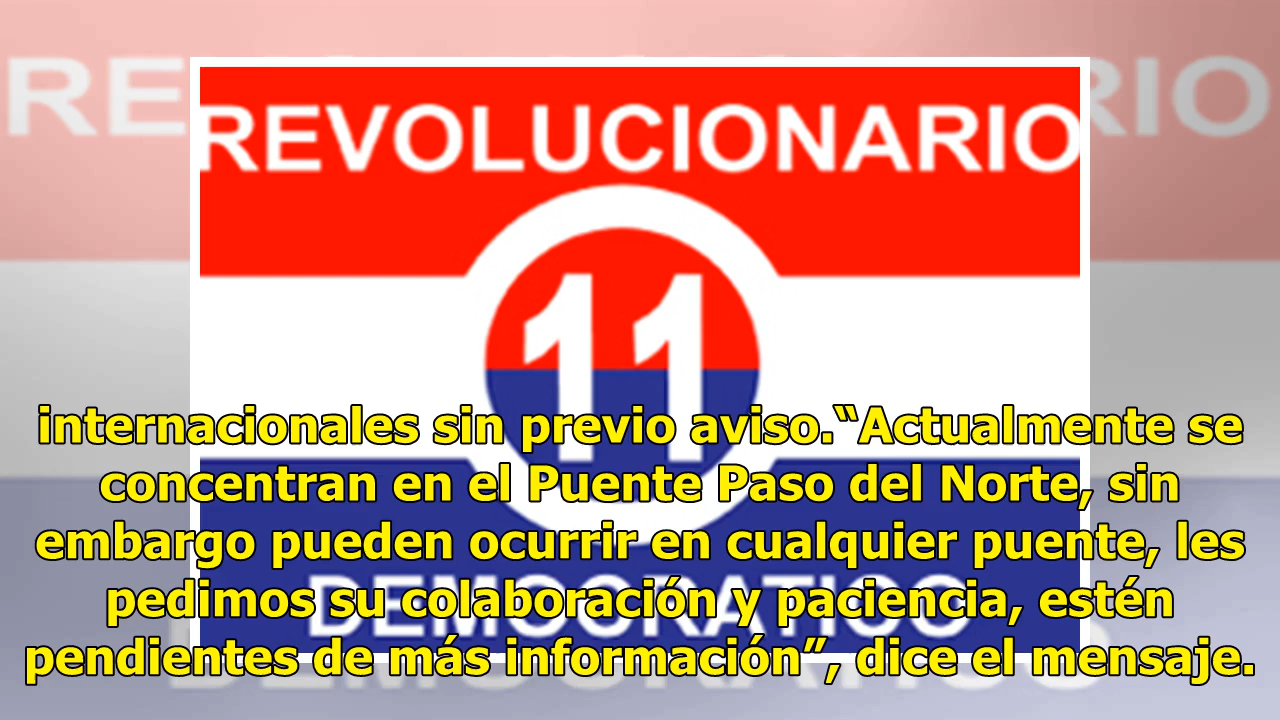 REVOLUCIONARIO
11
internacionales sin previo aviso.“Actualmente se
concentran en el Puente Paso del Norte, sin
embargo pueden ocurrir en cualquier puente, les
pedimos su colaboración y paciencia, estén
DEMOCRATICO
pendientes de más información”, dice el mensaje.